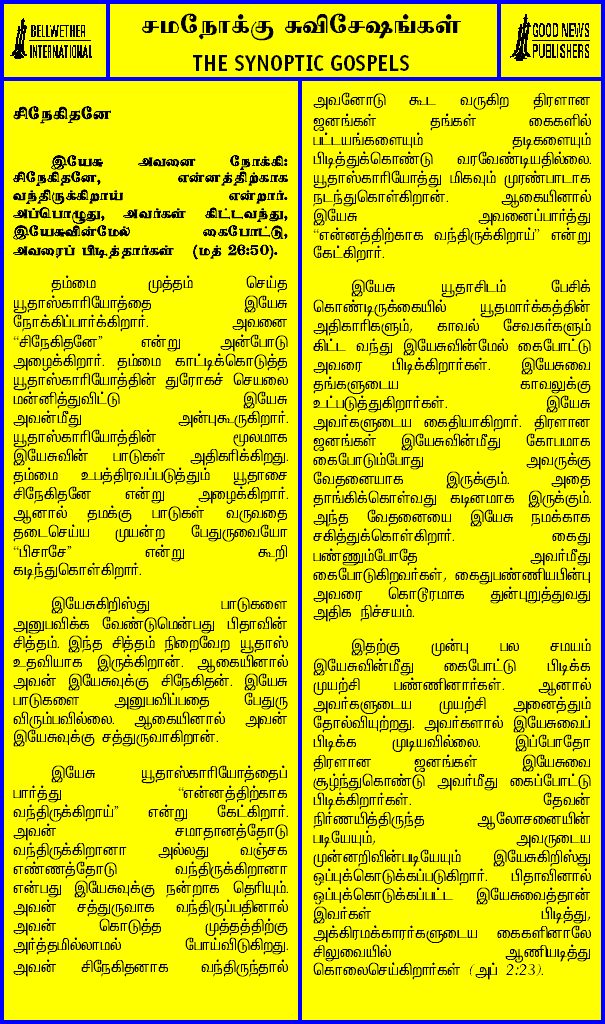 BELLWETHER
INTERNATIONAL
சமநோக்கு சுவிசேஷங்கள்
THE SYNOPTIC GOSPELS
GOOD NEWS
PUBLISHERS
சிநேகிதனே
இயேசு அவனை நோக்கி:
சிநேகிதனே, என்னத்திற்காக
வந்திருக்கிறாய் என்றார்.
அப்பொழுது, அவர்கள் கிட்டவந்து,
இயேசுவின்மேல் கைபோட்டு,
அவரைப் பிடித்தார்கள் (மத் 26:50).
தம்மை முத்தம் செய்த
யூதாஸ்காரியோத்தை இயேசு
நோக்கிப்பார்க்கிறார். அவனை
“சிநேகிதனே” என்று அன்போடு
அழைக்கிறார். தம்மை காட்டிக்கொடுத்த
யூதாஸ்காரியோத்தின் துரோகச் செயலை
மன்னித்துவிட்டு இயேசு
அவன்மீது அன்புகூருகிறார்.
யூதாஸ்காரியோத்தின் மூலமாக
இயேசுவின் பாடுகள் அதிகரிக்கிறது.
தம்மை உபத்திரவப்படுத்தும் யூதாசை
சிநேகிதனே என்று அழைக்கிறார்.
ஆனால் தமக்கு பாடுகள் வருவதை
தடைசெய்ய முயன்ற பேதுருவையோ
“பிசாசே” என்று கூறி
கடிந்துகொள்கிறார்.
இயேசுகிறிஸ்து பாடுகளை
அனுபவிக்க வேண்டுமென்பது பிதாவின்
சித்தம். இந்த சித்தம் நிறைவேற யூதாஸ்
உதவியாக இருக்கிறான். ஆகையினால்
அவன் இயேசுவுக்கு சிநேகிதன். இயேசு
பாடுகளை அனுபவிப்பதை பேதுரு
விரும்பவில்லை. ஆகையினால் அவன்
இயேசுவுக்கு சத்துருவாகிறான்.
இயேசு யூதாஸ்காரியோத்தைப்
பார்த்து “என்னத்திற்காக
வந்திருக்கிறாய்” என்று கேட்கிறார்.
அவன் சமாதானத்தோடு
வந்திருக்கிறானா அல்லது வஞ்சக
எண்ணத்தோடு வந்திருக்கிறானா
என்பது இயேசுவுக்கு நன்றாக தெரியும்.
அவன் சத்துருவாக வந்திருப்பதினால்
அவன் கொடுத்த முத்தத்திற்கு
அர்த்தமில்லாமல் போய்விடுகிறது.
அவன் சிநேகிதனாக வந்திருந்தால்
அவனோடு கூட வருகிற திரளான
ஜனங்கள் தங்கள் கைகளில்
பட்டயங்களையும் தடிகளையும்
பிடித்துக்கொண்டு வரவேண்டியதில்லை.
யூதாஸ்காரியோத்து மிகவும் முரண்பாடாக
நடந்துகொள்கிறான். ஆகையினால்
இயேசு அவனைப்பார்த்து
“என்னத்திற்காக வந்திருக்கிறாய்” என்று
கேட்கிறார்.
இயேசு யூதாசிடம் பேசிக்
கொண்டிருக்கையில் யூதமார்க்கத்தின்
அதிகாரிகளும், காவல் சேவகர்களும்
கிட்ட வந்து இயேசுவின்மேல் கைபோட்டு
அவரை பிடிக்கிறார்கள். இயேசுவை
தங்களுடைய காவலுக்கு
உட்படுத்துகிறார்கள். இயேசு
அவர்களுடைய கைதியாகிறார். திரளான
ஜனங்கள் இயேசுவின்மீது கோபமாக
கைபோடும்போது அவருக்கு
வேதனையாக இருக்கும். அதை
தாங்கிக்கொள்வது கடினமாக இருக்கும்.
அந்த வேதனையை இயேசு நமக்காக
சகித்துக்கொள்கிறார். கைது
பண்ணும்போதே அவர்மீது
கைபோடுகிறவர்கள், கைதுபண்ணியபின்பு
அவரை கொடூரமாக துன்புறுத்துவது
அதிக நிச்சயம்.
இதற்கு முன்பு பல சமயம்
இயேசுவின்மீது கைபோட்டு பிடிக்க
முயற்சி பண்ணினார்கள். ஆனால்
அவர்களுடைய முயற்சி அனைத்தும்
தோல்வியுற்றது. அவர்களால் இயேசுவைப்
பிடிக்க முடியவில்லை. இப்போதோ
திரளான ஜனங்கள் இயேசுவை
சூழ்ந்துகொண்டு அவர்மீது கைப்போட்டு
பிடிக்கிறார்கள். தேவன்
நிர்ணயித்திருந்த ஆலோசனையின்
படியேயும், அவருடைய
முன்னறிவின்படியேயும் இயேசுகிறிஸ்து
ஒப்புக்கொடுக்கப்படுகிறார். பிதாவினால்
ஒப்புக்கொடுக்கப்பட்ட இயேசுவைத்தான்
இவர்கள் பிடித்து,
அக்கிரமக்காரர்களுடைய கைகளினாலே
சிலுவையில் ஆணியடித்து
கொலைசெய்கிறார்கள் (அப் 2:23).